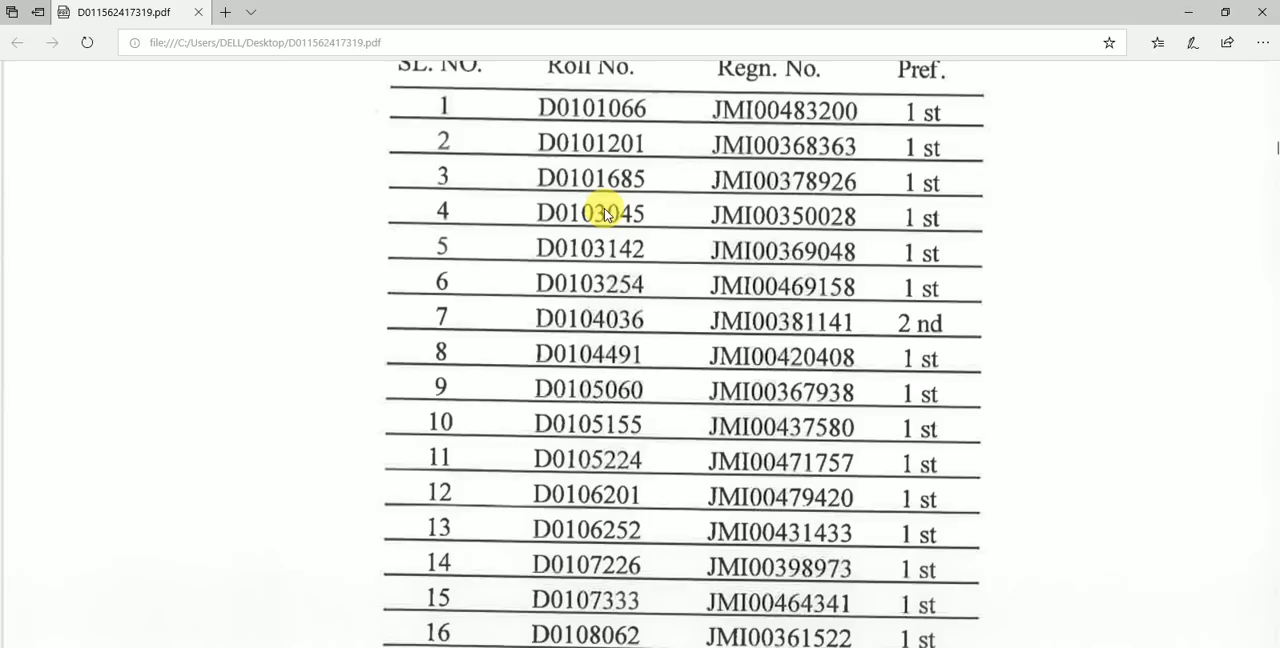 D011562417319.pdf
file:///C:/Users/DELL/Desktop/D011562417319.pdf
SL. NO. Roll No. Regn. No. Pref.
1 D0101066 JMI00483200 1 st
2 D0101201 JMI00368363 1 st
3 D0101685 JMI00378926 1 st
4 D0103045 JMI00350028 1 st
5 D0103142 JMI00369048 1 st
6 D0103254 JMI00469158 1 st
7 D0104036 JMI00381141 2 nd
8 D0104491 JMI00420408 1 st
9 D0105060 JMI00367938 1 st
10 D0105155 JMI00437580 1 st
11 D0105224 JMI00471757 1 st
12 D0106201 JMI00479420 1 st
13 D0106252 JMI00431433 1 st
14 D0107226 JMI00398973 1 st
15 D0107333 JMI00464341 1 st
16 D0108062 JMI00361522 1 st